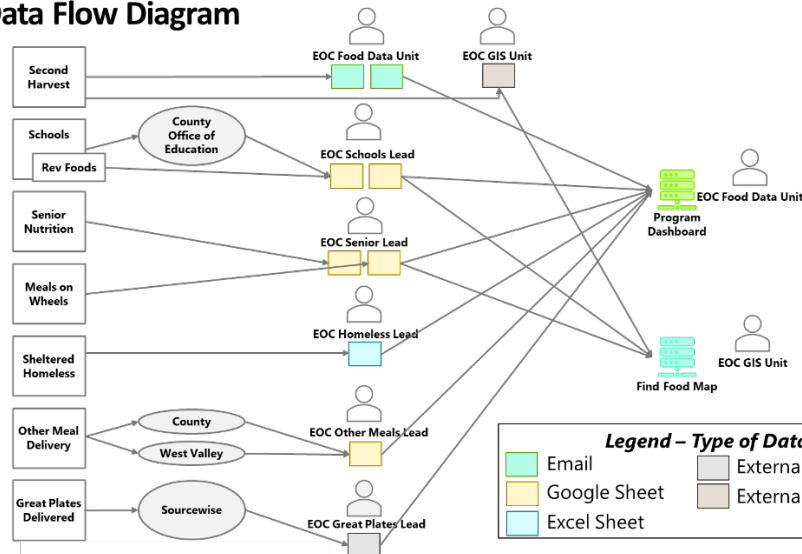 Data Flow Diagram
EOC Food Data Unit
EOC GIS Unit
Second
Harvest
County
Office of
Education
Schools
Rev Foods
EOC Schools Lead
EOC Food Data Unit
Program
Dashboard
Senior
Nutrition
EOC Senior Lead
Meals on
Wheels
EOC Homeless Lead
Sheltered
Homeless
EOC GIS Unit
Find Food Map
Other Meal
Delivery
County
West Valley
EOC Other Meals Lead
Great Plates
Delivered
Sourcewise
EOC Great Plates Lead
Legend – Type of Data
Email
Google Sheet
Excel Sheet
Externa
Externa